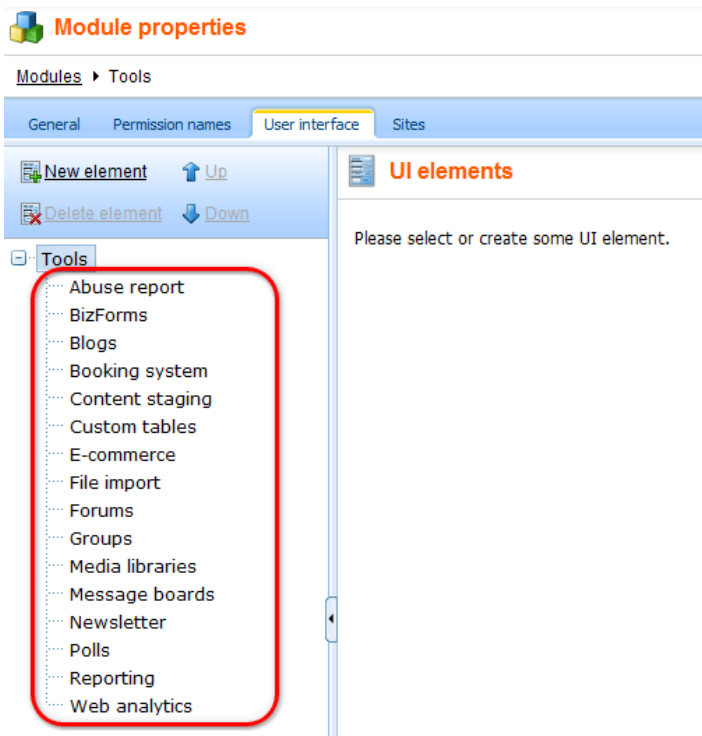 Module properties
Modules ▶ Tools
General Permission names User interface Sites
New element Up
Delete element Down
UI elements
Please select or create some UI element.
Tools
Abuse report
BizForms
Blogs
Booking system
Content staging
Custom tables
E-commerce
File import
Forums
Groups
Media libraries
Message boards
Newsletter
Polls
Reporting
Web analytics